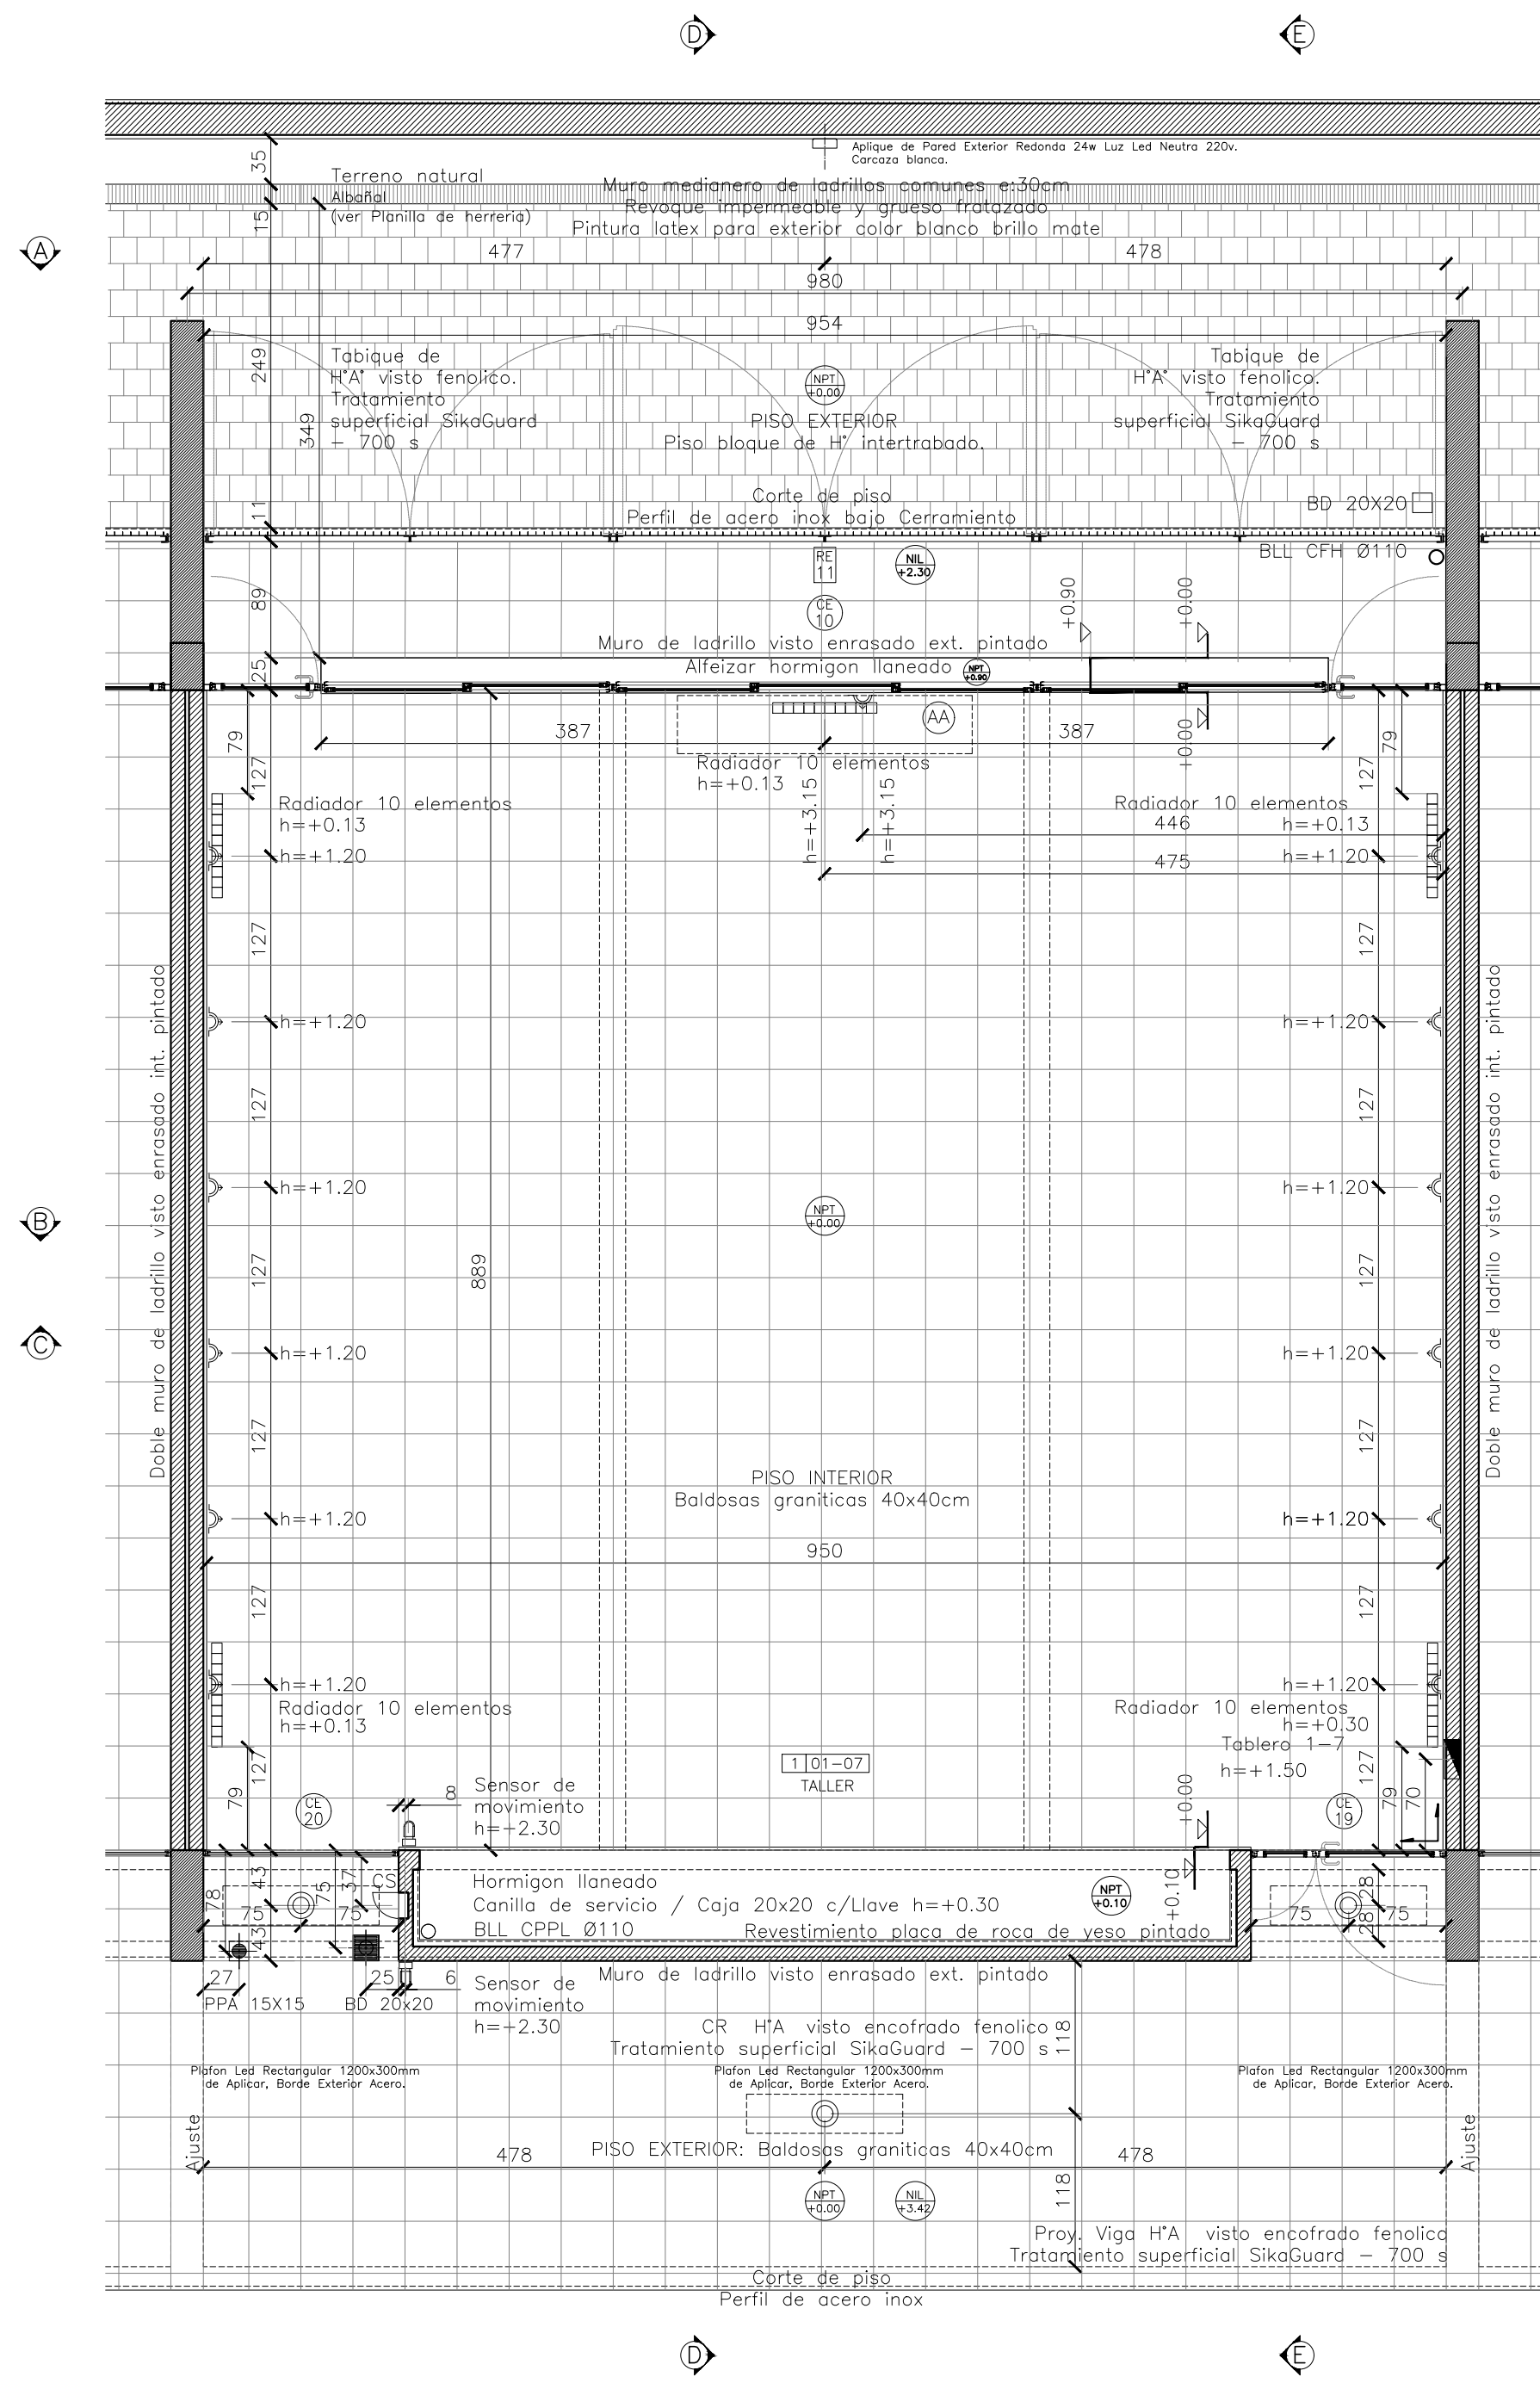 D
E
Aplique de Pared Exterior Redonda 24w Luz Led Neutra 220v.
Carcaza blanca.
35
Terreno natural
Albañal
(ver Planilla de herreria)
15
Muro medianero de ladrillos comunes e:30cm
Revoque impermeable y grueso fratazado
Pintura latex para exterior color blanco brillo mate
A
477
478
980
954
249
349
Tabique de
H°A° visto fenolico.
Tratamiento
superficial SikaGuard
- 700 s
NPT
+0.00
PISO EXTERIOR
Piso bloque de H° intertrabado.
Tabique de
H°A° visto fenolico.
Tratamiento
superficial SikaGuard
- 700 s
11
Corte de piso
Perfil de acero inox bajo Cerramiento
BD 20X20
BLL CFH Ø110
RE
11
NIL
+2.30
CE
10
89
+0.90
+0.00
Muro de ladrillo visto enrasado ext. pintado
Alfeizar hormigon llaneado
NPT
+0.90
25
AA
387
387
+0.00
79
127
79
127
Radiador 10 elementos
h=+0.13
Radiador 10 elementos
h=+0.13
Radiador 10 elementos
h=+0.13
h=+3.15
h=+3.15
446
475
h=+1.20
h=+1.20
127
127
Doble muro de ladrillo visto enrasado int. pintado
Doble muro de ladrillo visto enrasado int. pintado
h=+1.20
h=+1.20
127
127
h=+1.20
h=+1.20
B
NPT
+0.00
889
127
127
C
h=+1.20
h=+1.20
127
127
PISO INTERIOR
Baldosas graniticas 40x40cm
h=+1.20
h=+1.20
950
127
127
h=+1.20
h=+1.20
Radiador 10 elementos
h=+0.13
Radiador 10 elementos
h=+0.30
Tablero 1-7
h=+1.50
127
79
127
79
70
1 01-07
TALLER
CE
20
CE
19
8
Sensor de
movimiento
h=+2.30
+0.00
78
43
75
37
CS
75
75
43
Hormigon llaneado
Canilla de servicio / Caja 20x20 c/Llave h=+0.30
BLL CPPL Ø110
Revestimiento placa de roca de yeso pintado
NPT
+0.10
+0.10
28
75
75
28
27
25
6
PPA 15X15
BD 20x20
Muro de ladrillo visto enrasado ext. pintado
Sensor de
movimiento
h=+2.30
CR H°A visto encofrado fenolico
Tratamiento superficial SikaGuard - 700 s
118
Plafon Led Rectangular 1200x300mm
de Aplicar, Borde Exterior Acero.
Plafon Led Rectangular 1200x300mm
de Aplicar, Borde Exterior Acero.
Plafon Led Rectangular 1200x300mm
de Aplicar, Borde Exterior Acero.
Ajuste
Ajuste
PISO EXTERIOR: Baldosas graniticas 40x40cm
478
478
118
NPT
+0.00
NIL
+3.42
Proy. Viga H°A visto encofrado fenolico
Tratamiento superficial SikaGuard - 700 s
Corte de piso
Perfil de acero inox
D
E